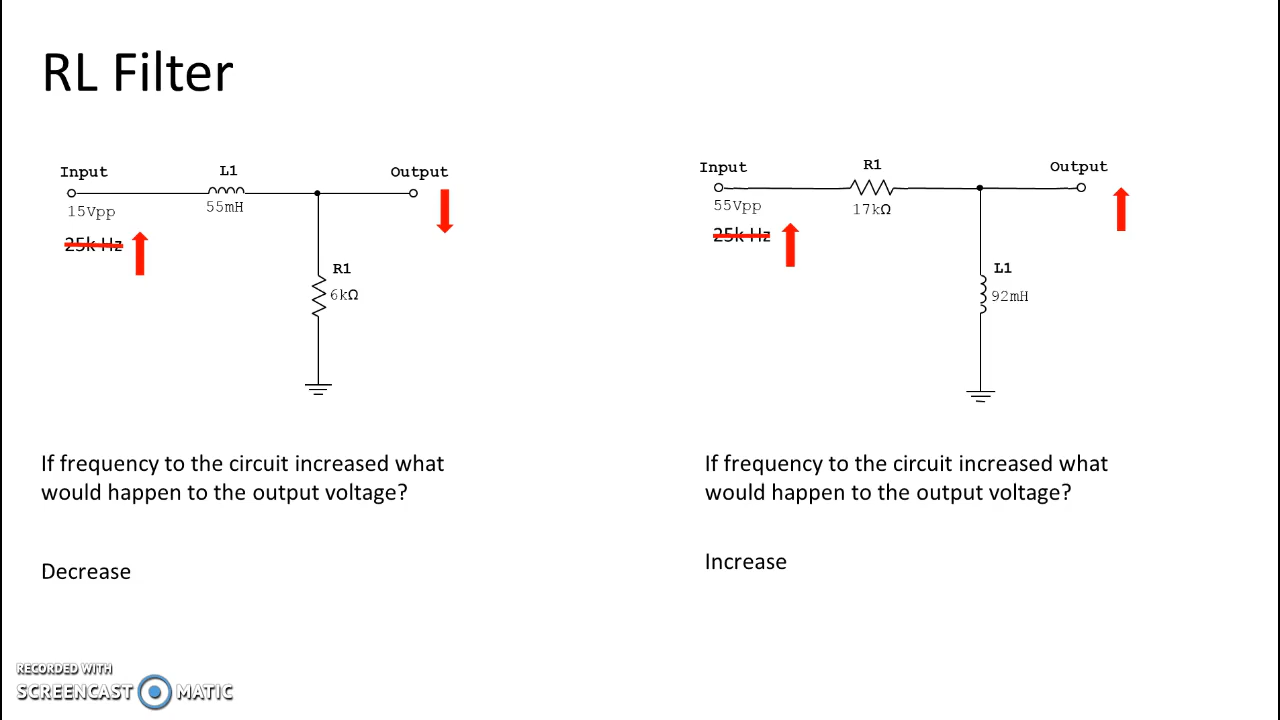 RL Filter
Input
L1
Output
15Vpp
55mH
25k Hz
R1
6kΩ
If frequency to the circuit increased what
would happen to the output voltage?
Decrease
Input
R1
Output
55Vpp
17kΩ
25k Hz
L1
92mH
If frequency to the circuit increased what
would happen to the output voltage?
Increase
RECORDED WITH
SCREENCAST MATIC